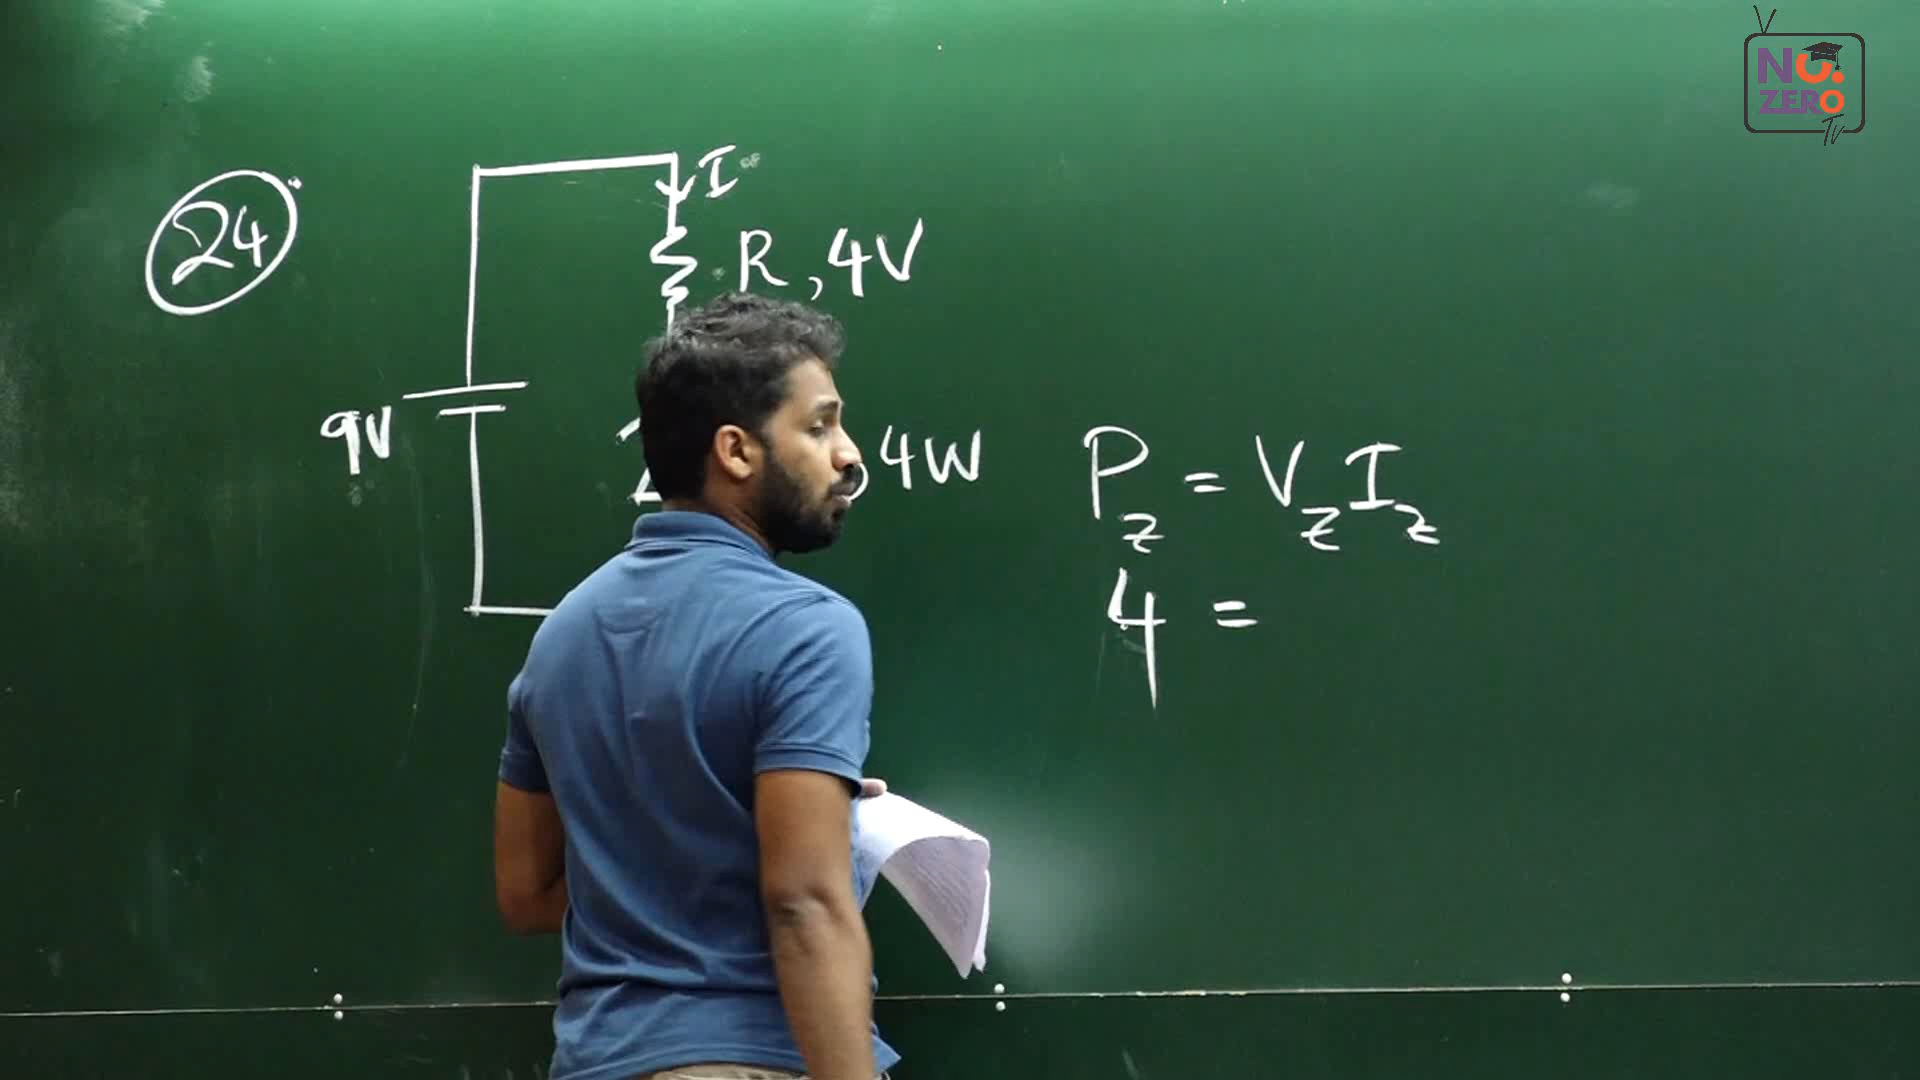 V
NO.
ZERO
TV
24
I
R, 4V
9V
4W
P_z = V_z I_z
4 =